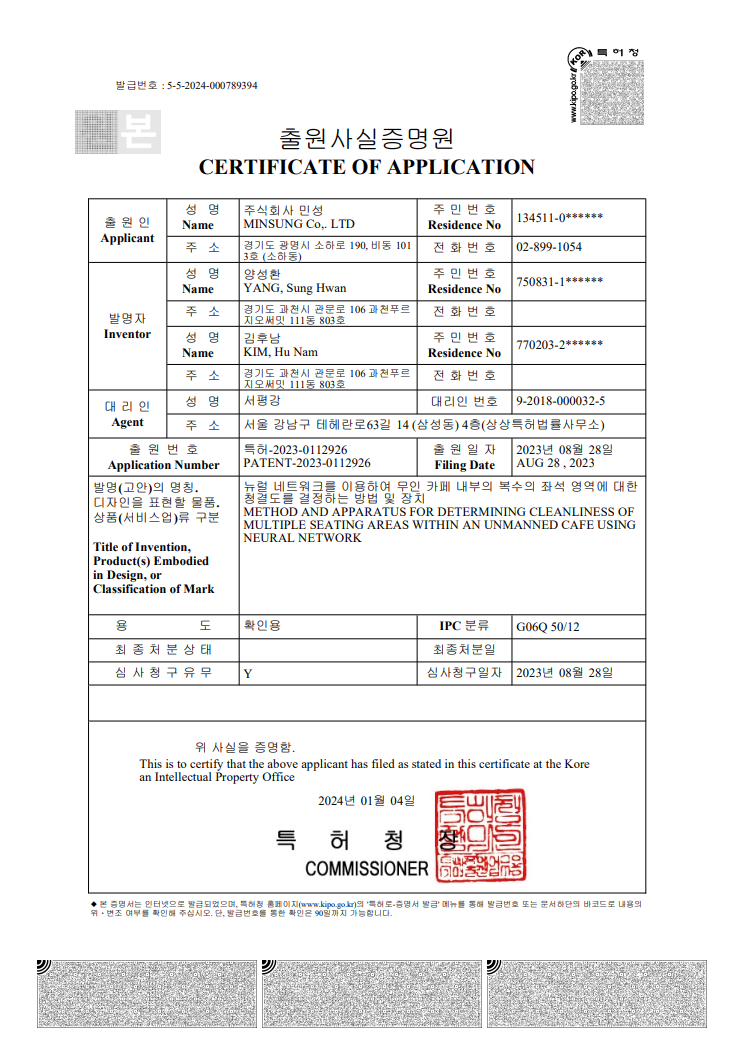 특허청
KOR
www.kipo.go.kr
발급번호 : 5-5-2024-000789394
본
출원사실증명원
CERTIFICATE OF APPLICATION
출 원 인
Applicant
성 명
Name
주식회사 민성
MINSUNG Co,. LTD
주 민 번 호
Residence No
134511-0******
주 소
경기도 광명시 소하로 190, 비동 101
3호 (소하동)
전 화 번 호
02-899-1054
발명자
Inventor
성 명
Name
양성환
YANG, Sung Hwan
주 민 번 호
Residence No
750831-1******
주 소
경기도 과천시 관문로 106 과천푸르
지오써밋 111동 803호
전 화 번 호
성 명
Name
김후남
KIM, Hu Nam
주 민 번 호
Residence No
770203-2******
주 소
경기도 과천시 관문로 106 과천푸르
지오써밋 111동 803호
전 화 번 호
대 리 인
Agent
성 명
서평강
대리인 번호
9-2018-000032-5
주 소
서울 강남구 테헤란로63길 14 (삼성동) 4층(상상특허법률사무소)
출 원 번 호
Application Number
특허-2023-0112926
PATENT-2023-0112926
출 원 일 자
Filing Date
2023년 08월 28일
AUG 28 , 2023
발명(고안)의 명칭.
디자인을 표현할 물품.
상품(서비스업)류 구분
Title of Invention,
Product(s) Embodied
in Design, or
Classification of Mark
뉴럴 네트워크를 이용하여 무인 카페 내부의 복수의 좌석 영역에 대한
청결도를 결정하는 방법 및 장치
METHOD AND APPARATUS FOR DETERMINING CLEANLINESS OF
MULTIPLE SEATING AREAS WITHIN AN UNMANNED CAFE USING
NEURAL NETWORK
용 도
확인용
IPC 분류
G06Q 50/12
최 종 처 분 상 태
최종처분일
심 사 청 구 유 무
Y
심사청구일자
2023년 08월 28일
위 사실을 증명함.
This is to certify that the above applicant has filed as stated in this certificate at the Kore
an Intellectual Property Office
2024년 01월 04일
특 허 청 장
COMMISSIONER
◆ 본 증명서는 인터넷으로 발급되었으며, 특허청 홈페이지(www.kipo.go.kr)의 '특허로-증명서 발급' 메뉴를 통해 발급번호 또는 문서하단의 바코드로 내용의
위·변조 여부를 확인해 주십시오. 단, 발급번호를 통한 확인은 90일까지 가능합니다.